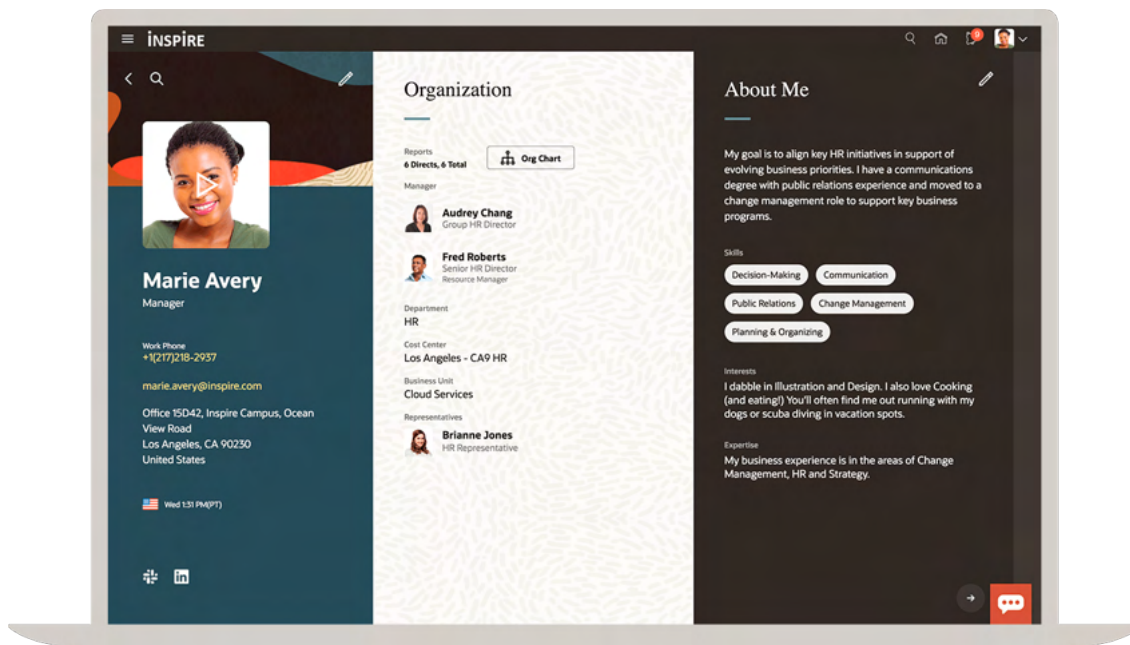 iNSPiRE
9
Marie Avery
Manager
Work Phone
+1(217)218-2937
marie.avery@inspire.com
Office 15D42, Inspire Campus, Ocean
View Road
Los Angeles, CA 90230
United States
Wed 1:31 PM(PT)
in
Organization
Reports
6 Directs, 6 Total
Org Chart
Manager
Audrey Chang
Group HR Director
Fred Roberts
Senior HR Director
Resource Manager
Department
HR
Cost Center
Los Angeles - CA9 HR
Business Unit
Cloud Services
Representatives
Brianne Jones
HR Representative
About Me
My goal is to align key HR initiatives in support of
evolving business priorities. I have a communications
degree with public relations experience and moved to a
change management role to support key business
programs.
Skills
Decision-Making
Communication
Public Relations
Change Management
Planning & Organizing
Interests
I dabble in Illustration and Design. I also love Cooking
(and eating!) You'll often find me out running with my
dogs or scuba diving in vacation spots.
Expertise
My business experience is in the areas of Change
Management, HR and Strategy.